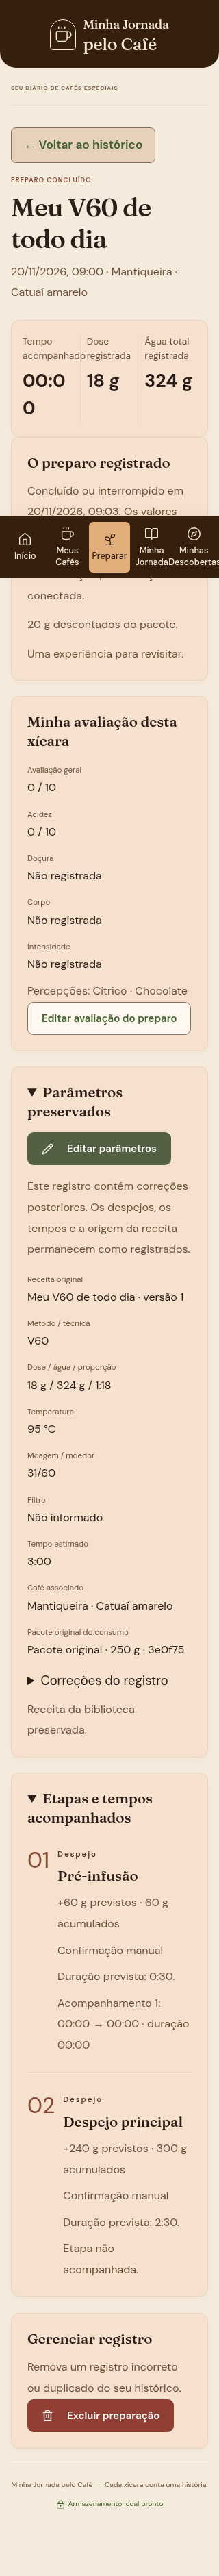 Minha Jornada
pelo Café
SEU DIÁRIO DE CAFÉS ESPECIAIS
← Voltar ao histórico
PREPARO CONCLUÍDO
Meu V60 de
todo dia
20/11/2026, 09:00 · Mantiqueira ·
Catuaí amarelo
Tempo
acompanhado
00:0
0
Dose
registrada
18 g
Água total
registrada
324 g
O preparo registrado
Concluído ou interrompido em
20/11/2026, 09:03. Os valores
Início
Meus
Cafés
Preparar
Minha
Jornada
Minhas
Descobertas
conectada.
20 g descontados do pacote.
Uma experiência para revisitar.
Minha avaliação desta
xícara
Avaliação geral
0 / 10
Acidez
0 / 10
Doçura
Não registrada
Corpo
Não registrada
Intensidade
Não registrada
Percepções: Cítrico · Chocolate
Editar avaliação do preparo
▼ Parâmetros
preservados
Editar parâmetros
Este registro contém correções
posteriores. Os despejos, os
tempos e a origem da receita
permanecem como registrados.
Receita original
Meu V60 de todo dia · versão 1
Método / técnica
V60
Dose / água / proporção
18 g / 324 g / 1:18
Temperatura
95 °C
Moagem / moedor
31/60
Filtro
Não informado
Tempo estimado
3:00
Café associado
Mantiqueira · Catuaí amarelo
Pacote original do consumo
Pacote original · 250 g · 3e0f75
▶ Correções do registro
Receita da biblioteca
preservada.
▼ Etapas e tempos
acompanhados
01
Despejo
Pré-infusão
+60 g previstos · 60 g
acumulados
Confirmação manual
Duração prevista: 0:30.
Acompanhamento 1:
00:00 → 00:00 · duração
00:00
02
Despejo
Despejo principal
+240 g previstos · 300 g
acumulados
Confirmação manual
Duração prevista: 2:30.
Etapa não
acompanhada.
Gerenciar registro
Remova um registro incorreto
ou duplicado do seu histórico.
Excluir preparação
Minha Jornada pelo Café · Cada xícara conta uma história.
Armazenamento local pronto